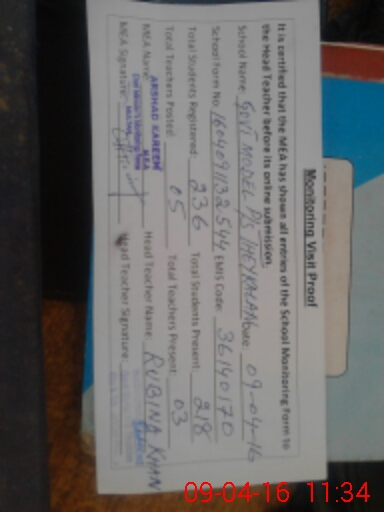 Monitoring Visit Proof
It is certified that the MEA has shown all entries of the School Monitoring Form to
the Head Teacher before its online submission.
School Name: GOVT MODEL P/S Date: 09-04-16
School Form No. EMIS Code: 36140170
Total Students Registered: 236 Total Students Present: 218
Total Teachers Posted: 05 Total Teachers Present: 03
MEA Name: ARSHAD KAREEM Head Teacher Name: RUBINA KHAN
MEA
MEA Signature: Head Teacher Signature:
09-04-16 11:34